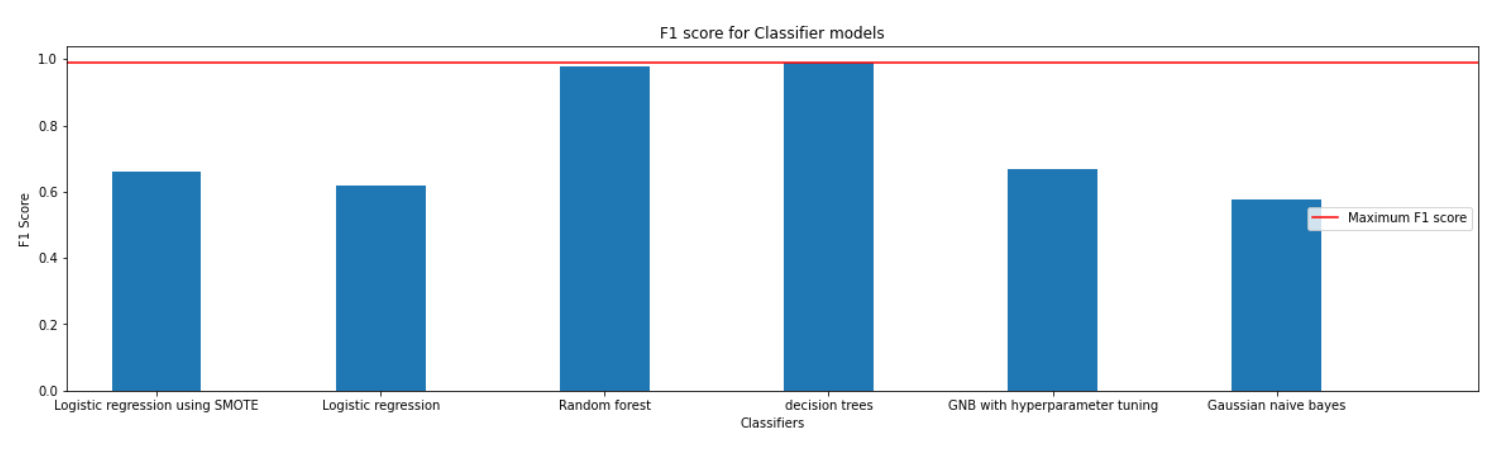 F1 score for Classifier models
1.0
0.8
0.6
0.4
0.2
0.0
F1 Score
Maximum F1 score
Logistic regression using SMOTE
Logistic regression
Random forest
decision trees
GNB with hyperparameter tuning
Gaussian naive bayes
Classifiers